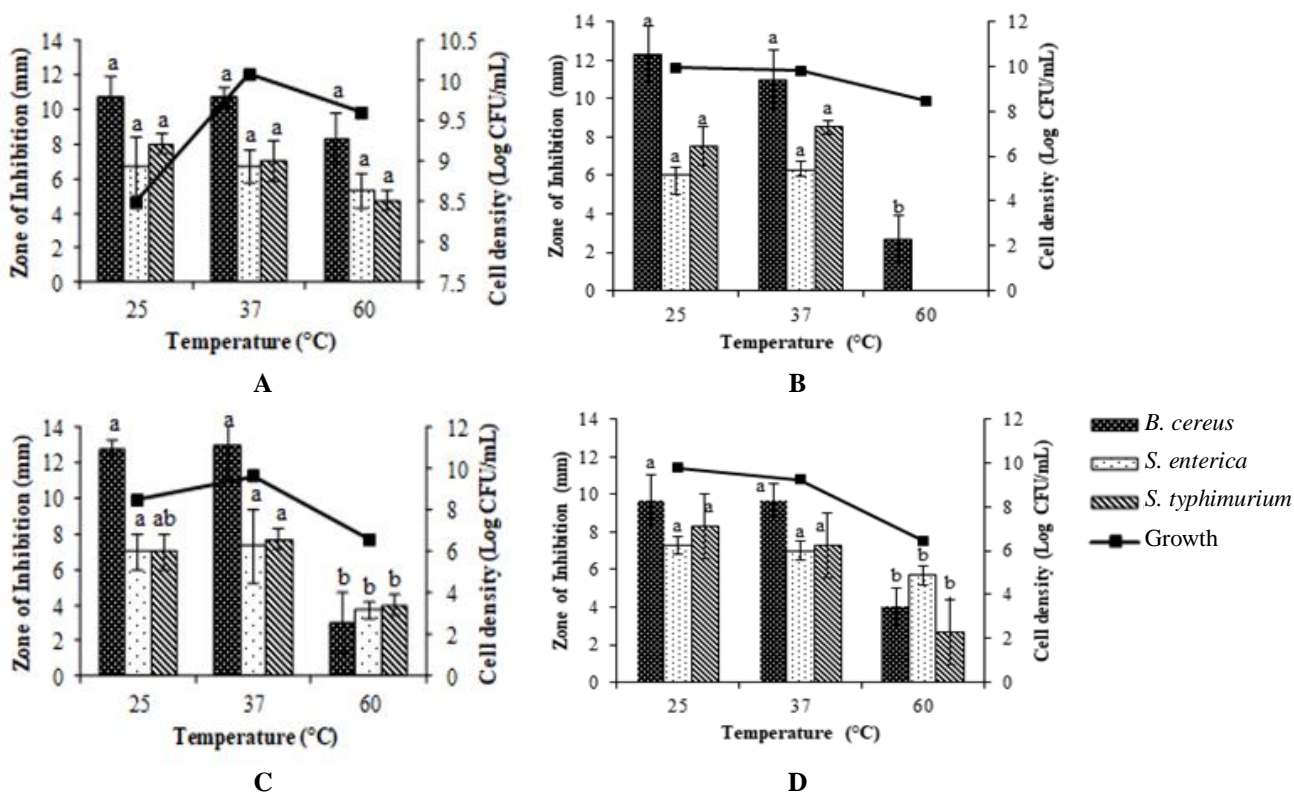 Zone of Inhibition (mm)
14
12
10
8
6
4
2
0
a a a
a a a
a a a
10.5
10
9.5
9
8.5
8
7.5
Cell density (Log CFU/mL)
25 37 60
Temperature (°C)
A
Zone of Inhibition (mm)
14
12
10
8
6
4
2
0
a a a
a a a
b
12
10
8
6
4
2
0
Cell density (Log CFU/mL)
25 37 60
Temperature (°C)
B
Zone of Inhibition (mm)
14
12
10
8
6
4
2
0
a a ab
a a a
b b b
12
10
8
6
4
2
0
Cell density (Log CFU/mL)
25 37 60
Temperature (°C)
C
Zone of Inhibition (mm)
14
12
10
8
6
4
2
0
a a a
a a a
b b b
12
10
8
6
4
2
0
Cell density (Log CFU/mL)
25 37 60
Temperature (°C)
D
B. cereus
S. enterica
S. typhimurium
Growth